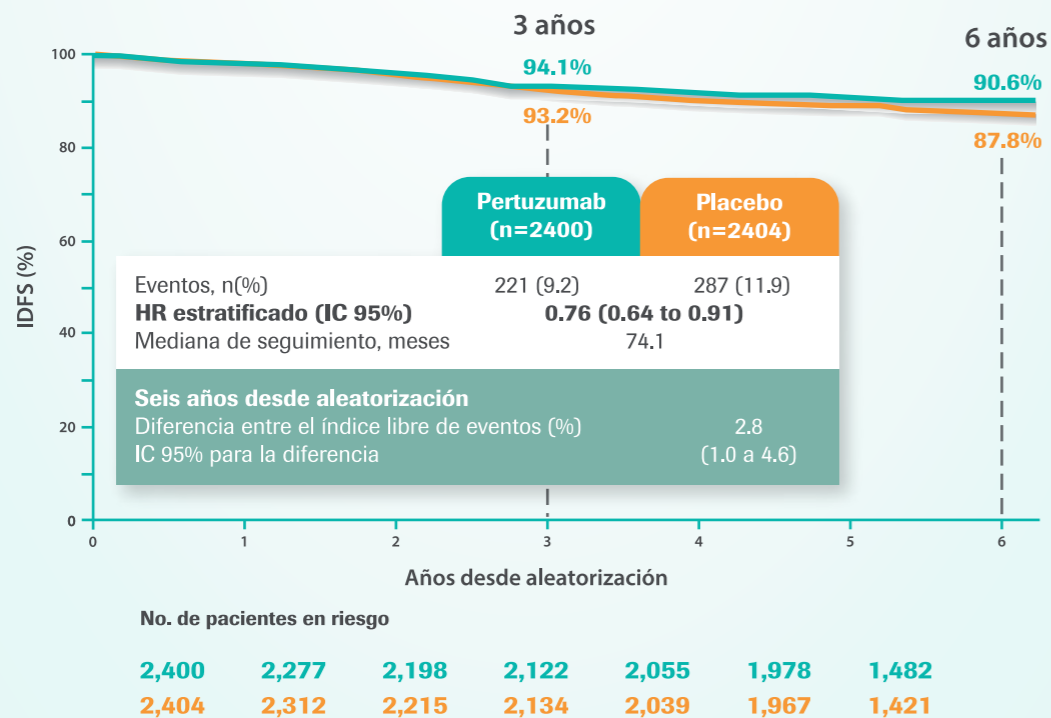 3 años
6 años
94.1%
90.6%
93.2%
87.8%
IDFS (%)
100
80
60
40
20
0
Pertuzumab Placebo
(n=2400) (n=2404)
Eventos, n(%) 221 (9.2) 287 (11.9)
HR estratificado (IC 95%) 0.76 (0.64 to 0.91)
Mediana de seguimiento, meses 74.1
Seis años desde aleatorización
Diferencia entre el índice libre de eventos (%) 2.8
IC 95% para la diferencia (1.0 a 4.6)
0 1 2 3 4 5 6
Años desde aleatorización
No. de pacientes en riesgo
2,400 2,277 2,198 2,122 2,055 1,978 1,482
2,404 2,312 2,215 2,134 2,039 1,967 1,421